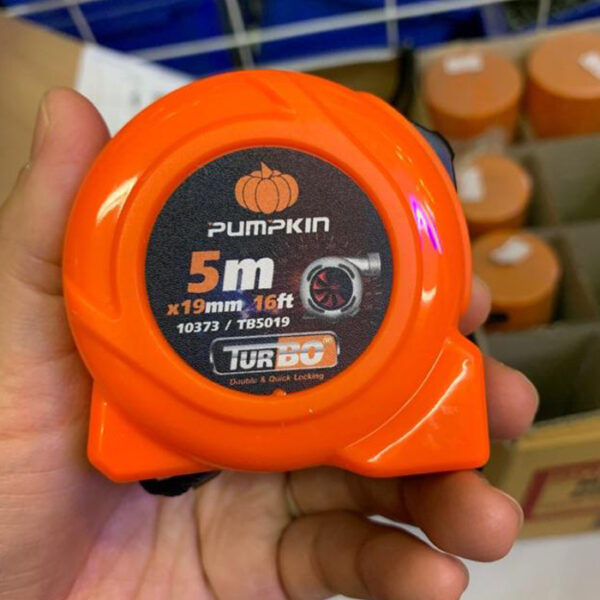 PUMPKIN
5m
x19mm 16ft
10373 / TB5019
TURBO
Double & Quick Locking